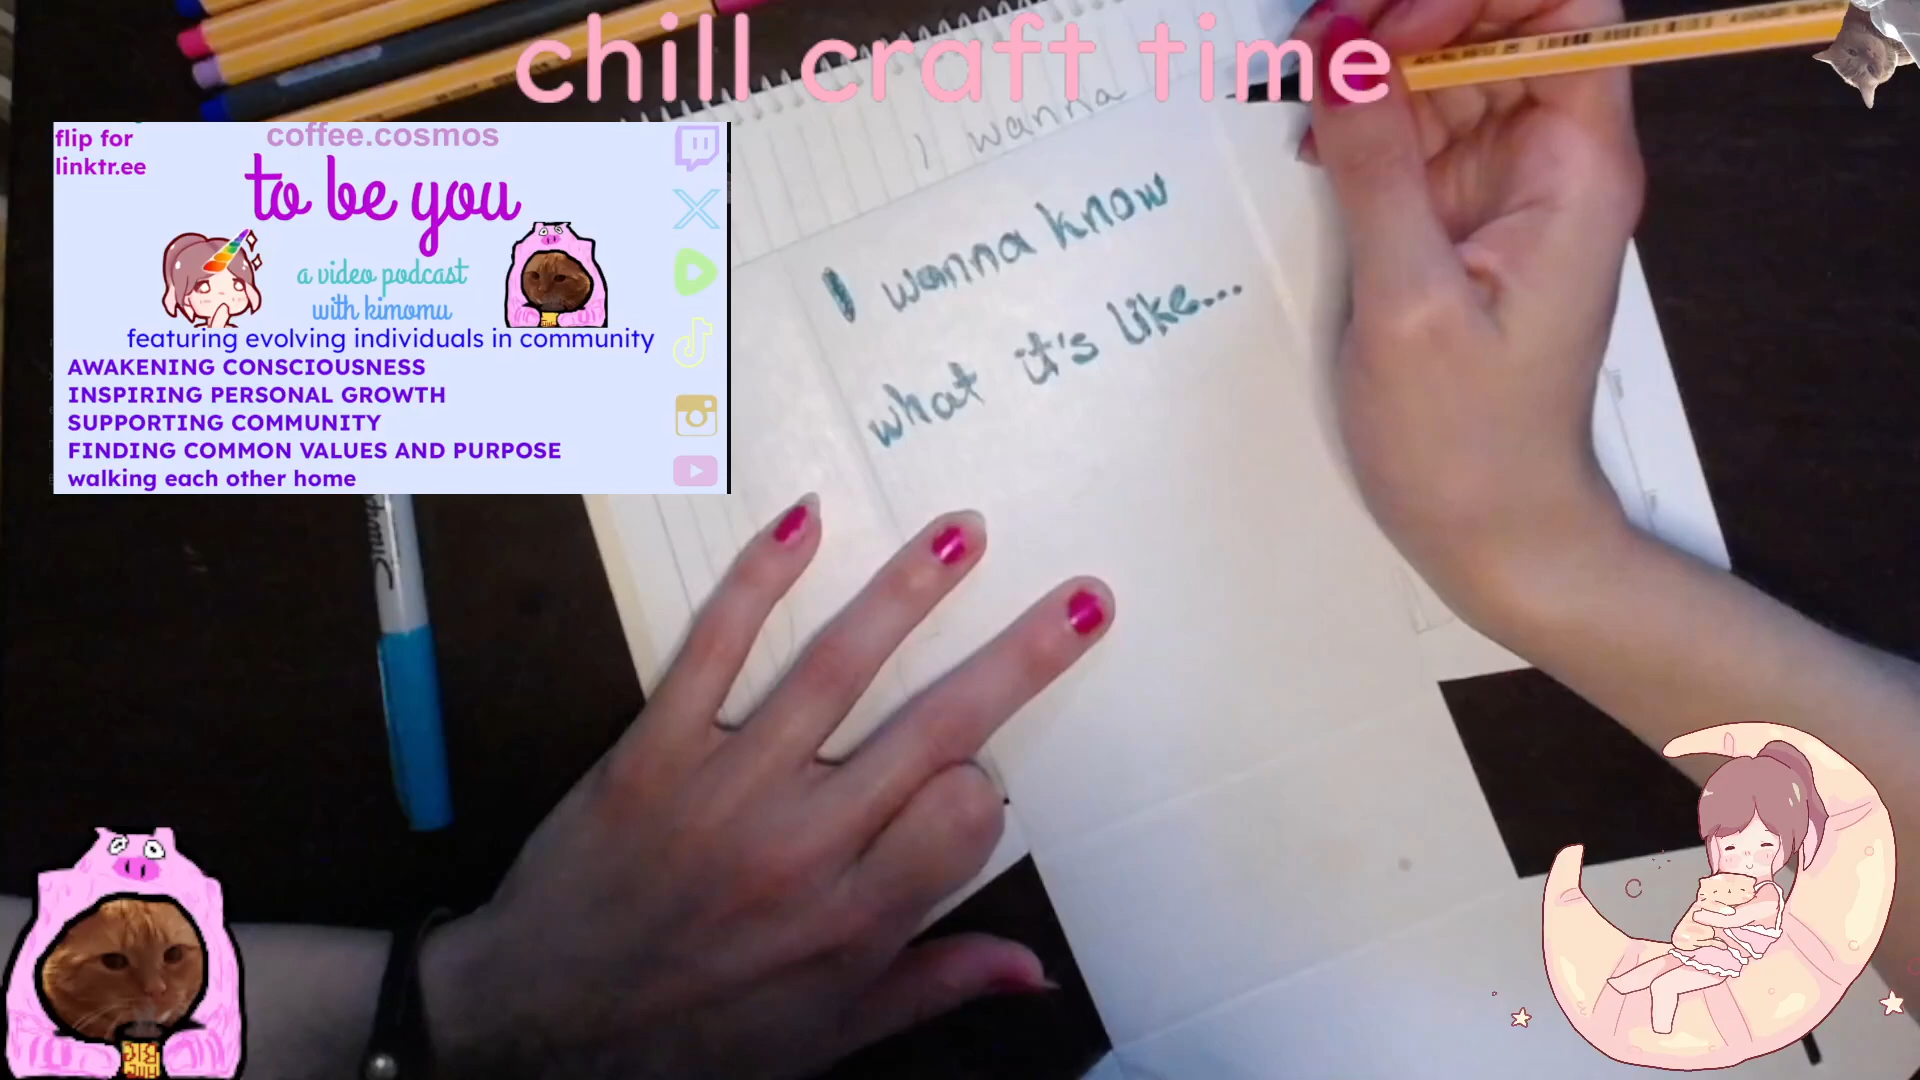 chill craft time
flip for
linktr.ee
coffee.cosmos
to be you
a video podcast
with kimomu
featuring evolving individuals in community
AWAKENING CONSCIOUSNESS
INSPIRING PERSONAL GROWTH
SUPPORTING COMMUNITY
FINDING COMMON VALUES AND PURPOSE
walking each other home
I wanna
I wanna know
what it's like...